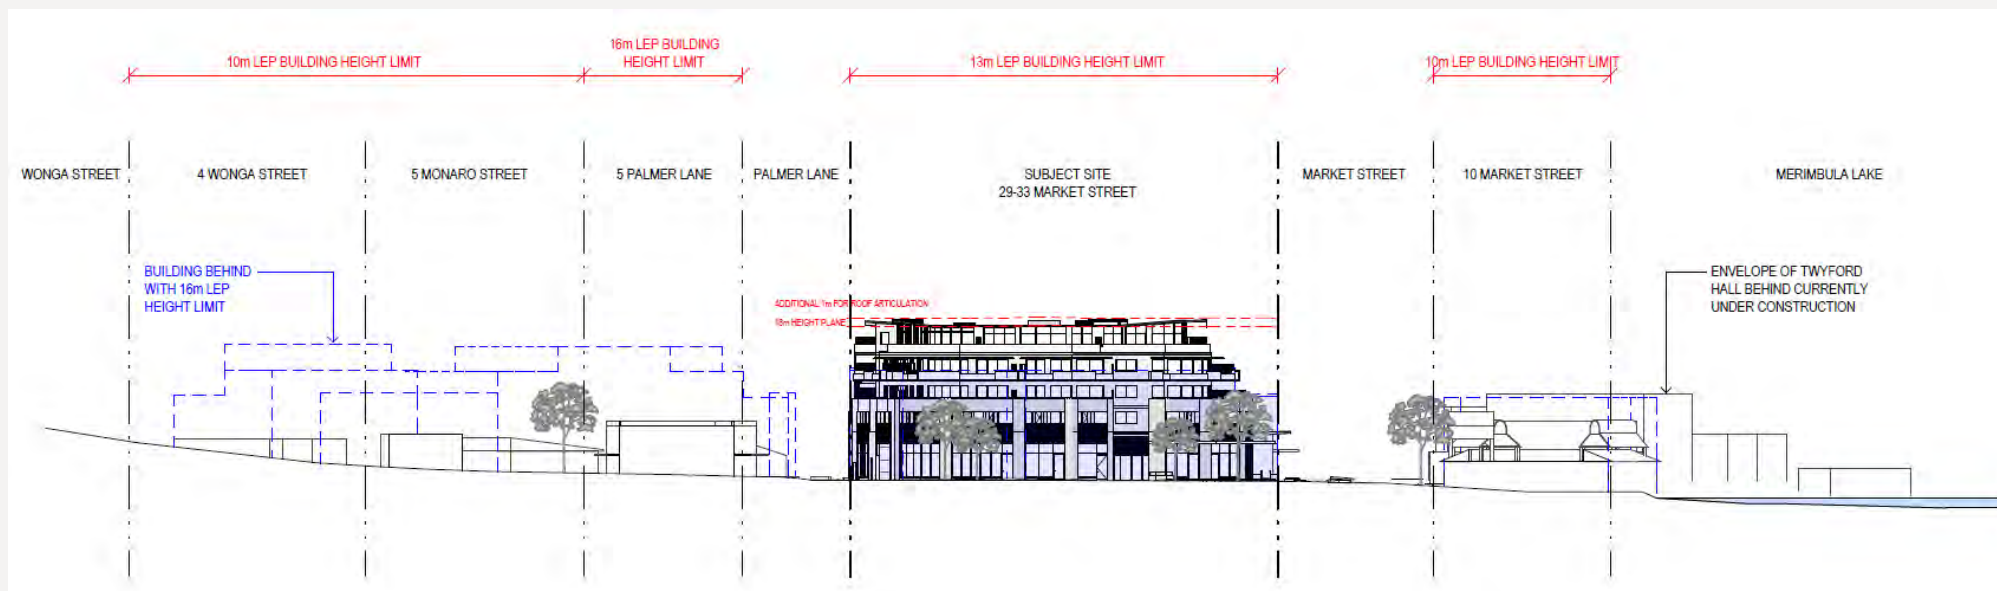 10m LEP BUILDING HEIGHT LIMIT
16m LEP BUILDING
HEIGHT LIMIT
13m LEP BUILDING HEIGHT LIMIT
10m LEP BUILDING HEIGHT LIMIT
WONGA STREET
4 WONGA STREET
5 MONARO STREET
5 PALMER LANE
PALMER LANE
SUBJECT SITE
29-33 MARKET STREET
MARKET STREET
10 MARKET STREET
MERIMBULA LAKE
BUILDING BEHIND
WITH 16m LEP
HEIGHT LIMIT
ENVELOPE OF TWYFORD
HALL BEHIND CURRENTLY
UNDER CONSTRUCTION
ADDITIONAL 1m FOR ROOF ARTICULATION
HEIGHT PLANE